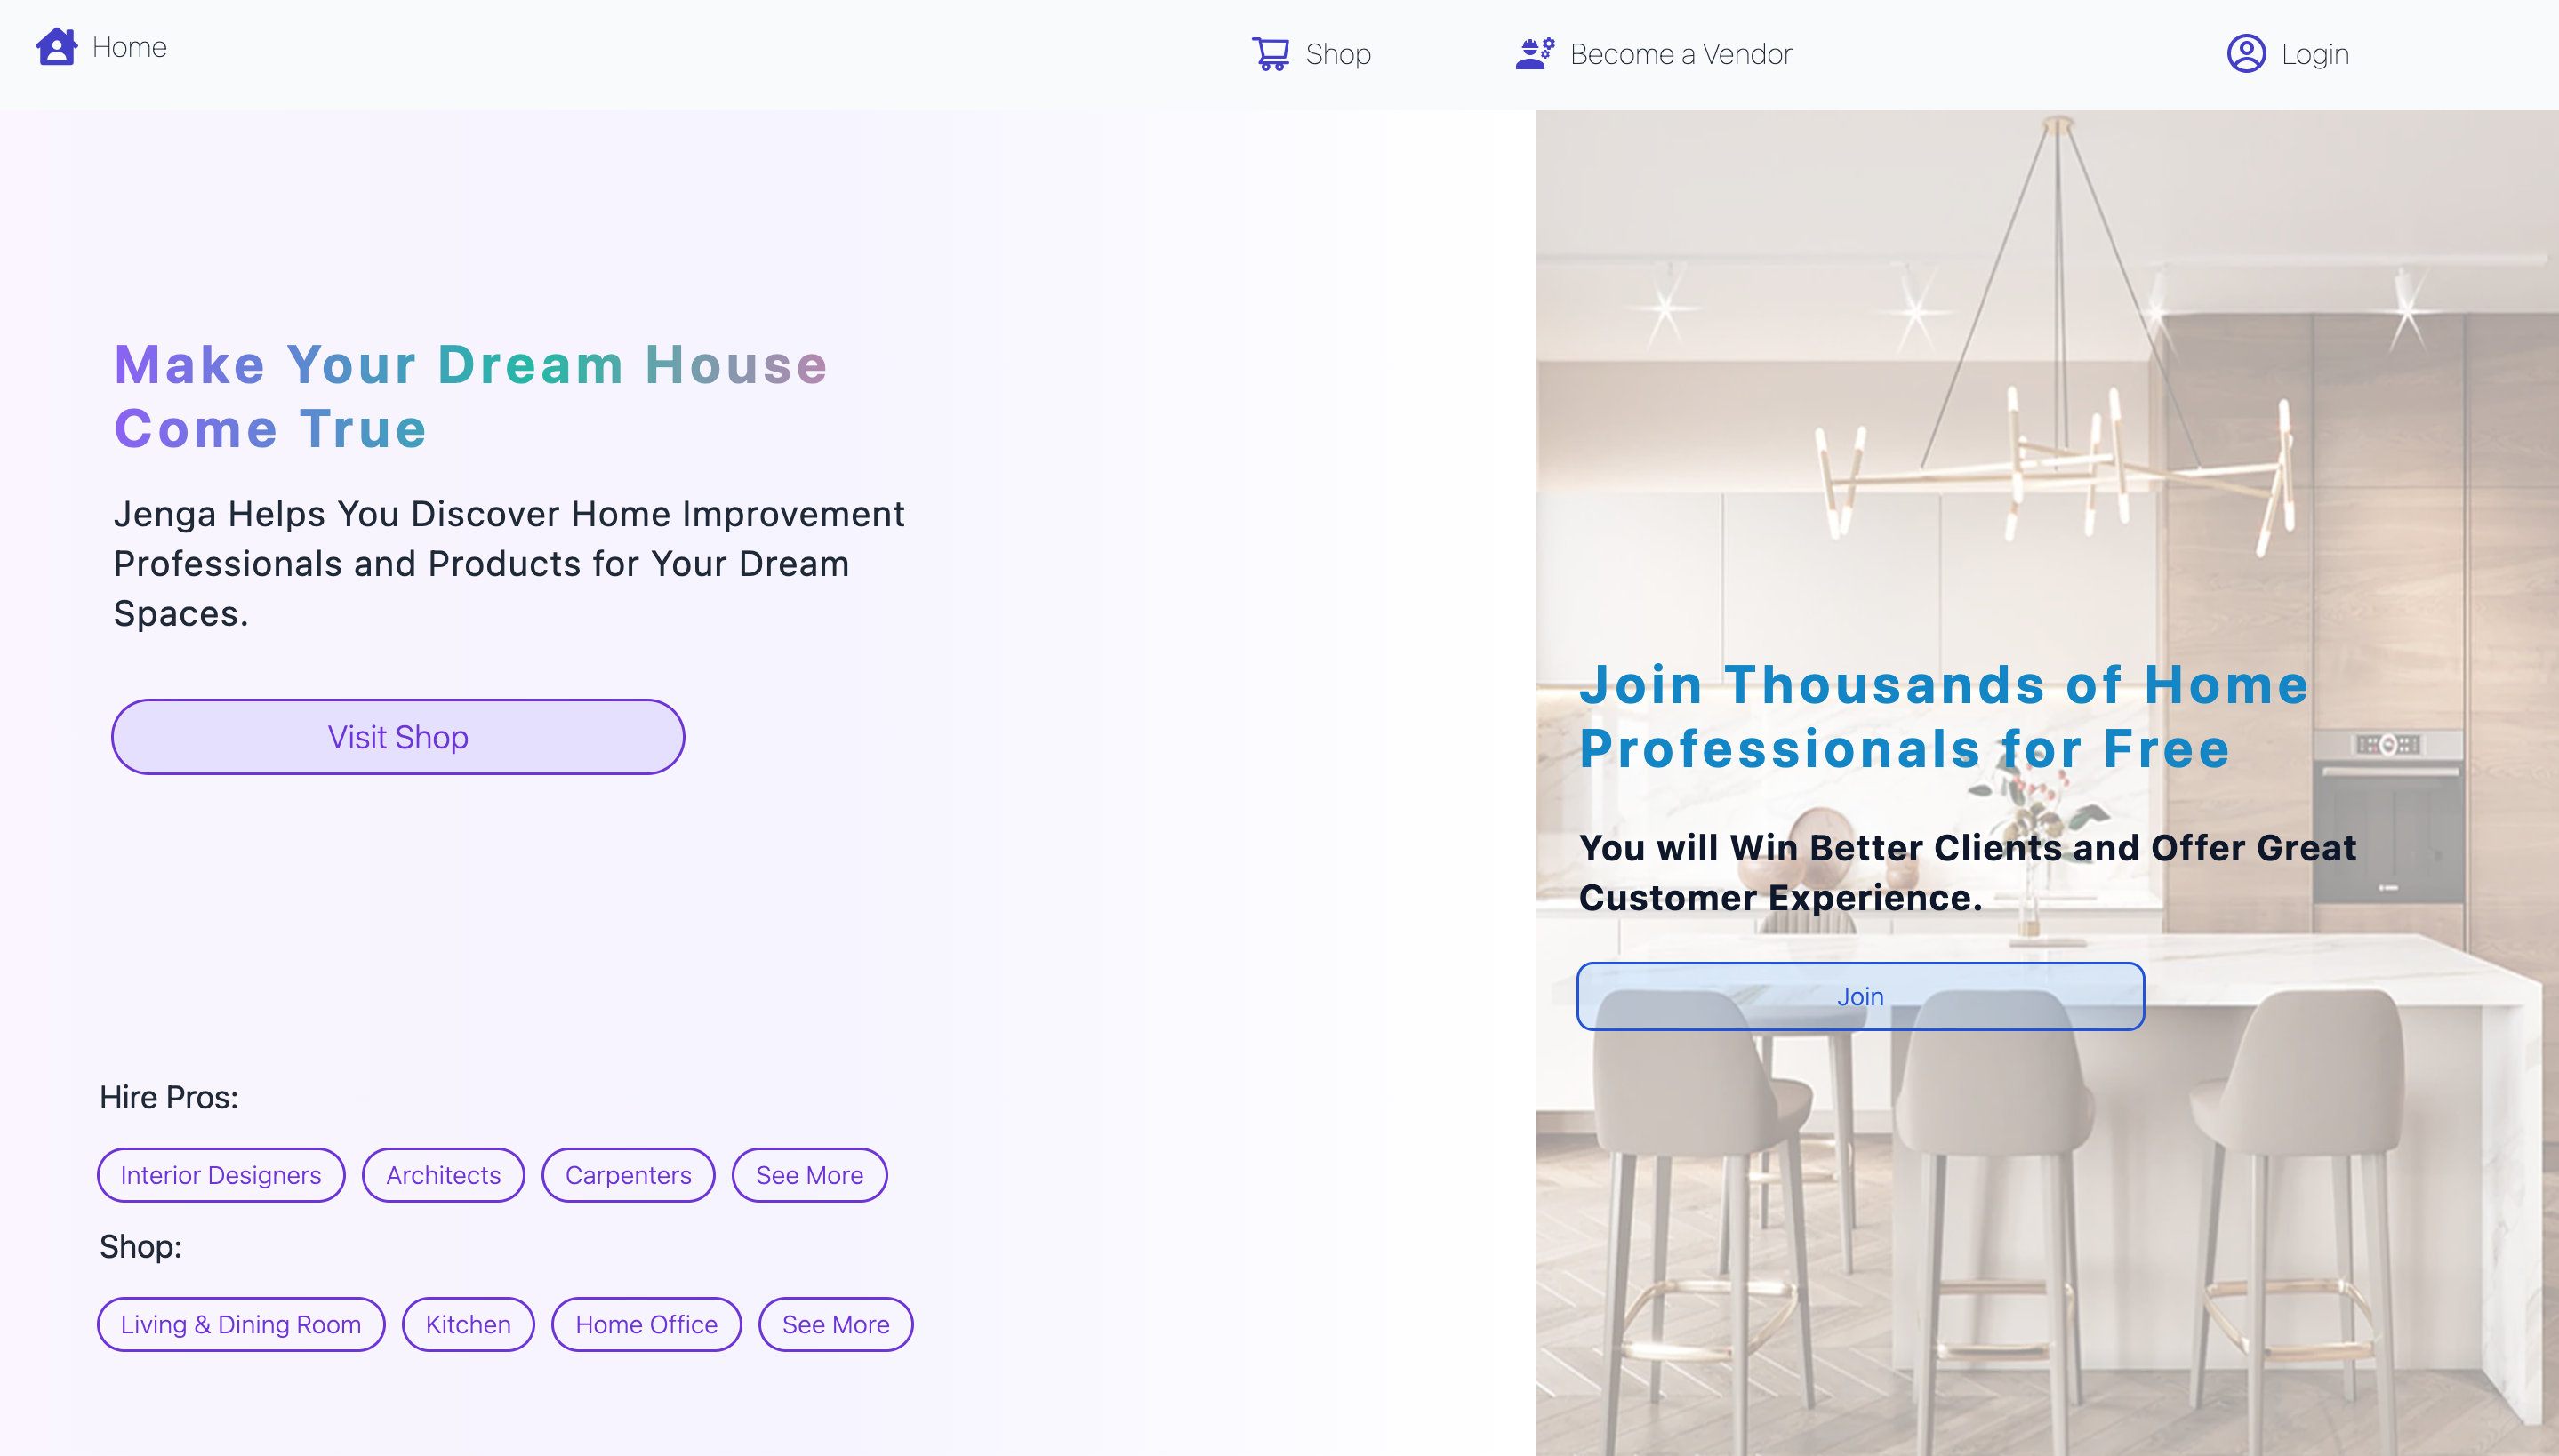 Home
Shop
Become a Vendor
Login
Make Your Dream House
Come True
Jenga Helps You Discover Home Improvement
Professionals and Products for Your Dream
Spaces.
Visit Shop
Hire Pros:
Interior Designers
Architects
Carpenters
See More
Shop:
Living & Dining Room
Kitchen
Home Office
See More
Join Thousands of Home
Professionals for Free
You will Win Better Clients and Offer Great
Customer Experience.
Join